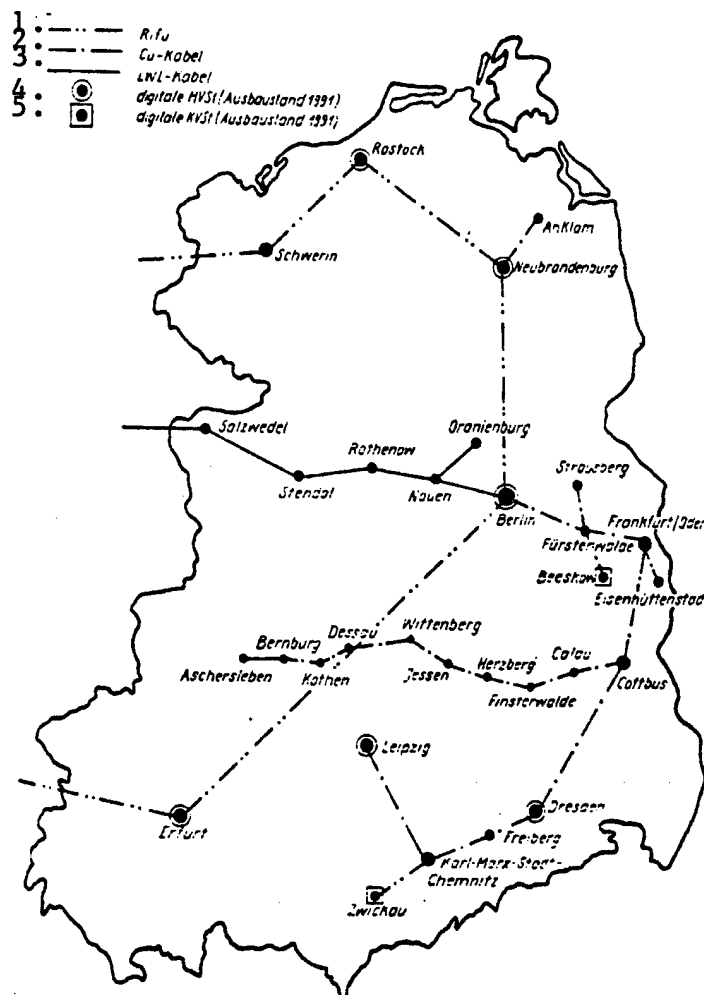 1. Rifu
2. Cu-Kabel
3. LWL-Kabel
4. digitale HVSt (Ausbaustand 1991)
5. digitale KVSt (Ausbaustand 1991)
Rostock
Anklam
Schwerin
Neubrandenburg
Salzwedel
Oranienburg
Rathenow
Strausberg
Stendal
Nauen
Berlin
Frankfurt/Oder
Fürstenwalde
Beeskow
Eisenhüttenstad
Wittenberg
Dessau
Bernburg
Calau
Aschersleben
Köthen
Jessen
Herzberg
Cottbus
Finsterwalde
Leipzig
Dresden
Erfurt
Freiberg
Karl-Marx-Stadt-
Chemnitz
Zwickau